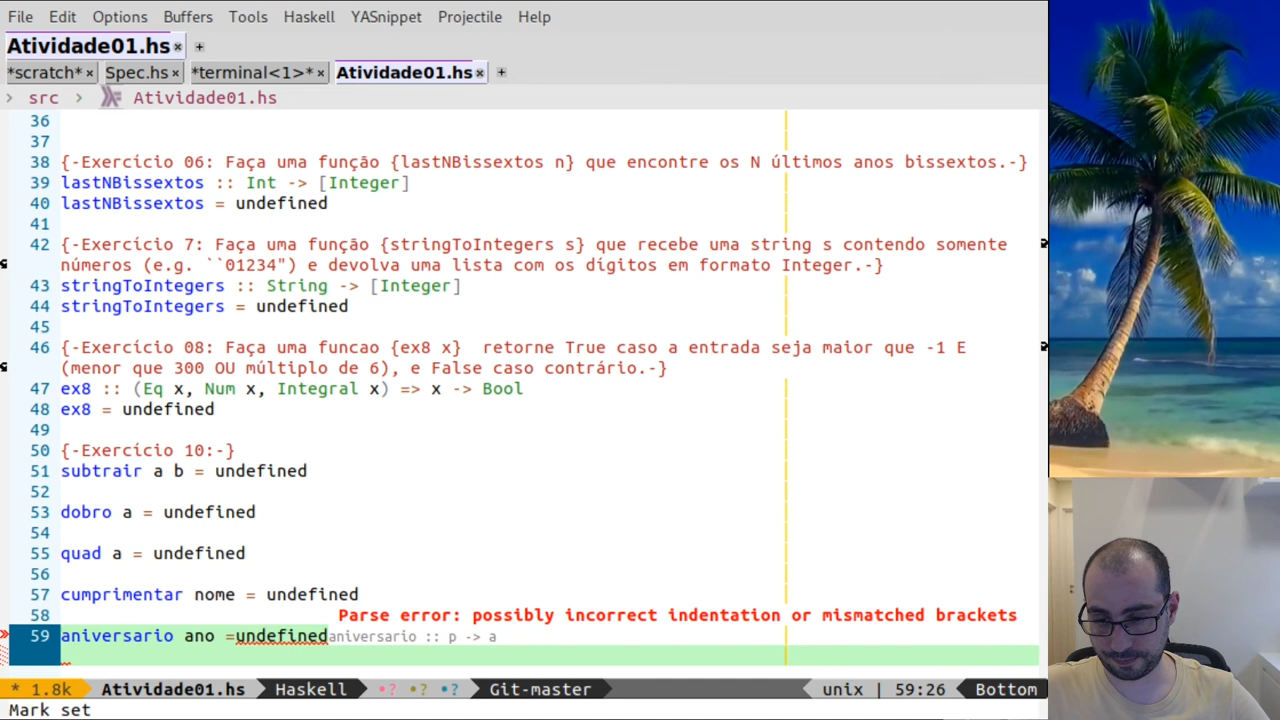 File Edit Options Buffers Tools Haskell YASnippet Projectile Help
Atividade01.hs × +
*scratch* × Spec.hs × *terminal<1>* × Atividade01.hs × +
> src > Atividade01.hs
36
37
38 {-Exercício 06: Faça uma função {lastNBissextos n} que encontre os N últimos anos bissextos.-}
39 lastNBissextos :: Int -> [Integer]
40 lastNBissextos = undefined
41
42 {-Exercício 7: Faça uma função {stringToIntegers s} que recebe uma string s contendo somente
números (e.g. ``01234") e devolva uma lista com os dígitos em formato Integer.-}
43 stringToIntegers :: String -> [Integer]
44 stringToIntegers = undefined
45
46 {-Exercício 08: Faça uma funcao {ex8 x}  retorne True caso a entrada seja maior que -1 E
(menor que 300 OU múltiplo de 6), e False caso contrário.-}
47 ex8 :: (Eq x, Num x, Integral x) => x -> Bool
48 ex8 = undefined
49
50 {-Exercício 10:-}
51 subtrair a b = undefined
52
53 dobro a = undefined
54
55 quad a = undefined
56
57 cumprimentar nome = undefined
58 Parse error: possibly incorrect indentation or mismatched brackets
59 aniversario ano =undefined aniversario :: p -> a
* 1.8k Atividade01.hs Haskell •? •? •? Git-master unix | 59:26 Bottom
Mark set